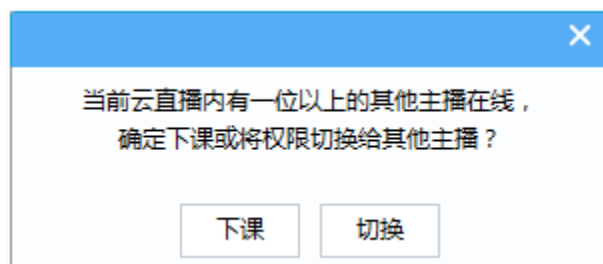 当前云直播内有一位以上的其他主播在线，
确定下课或将权限切换给其他主播？
下课
切换